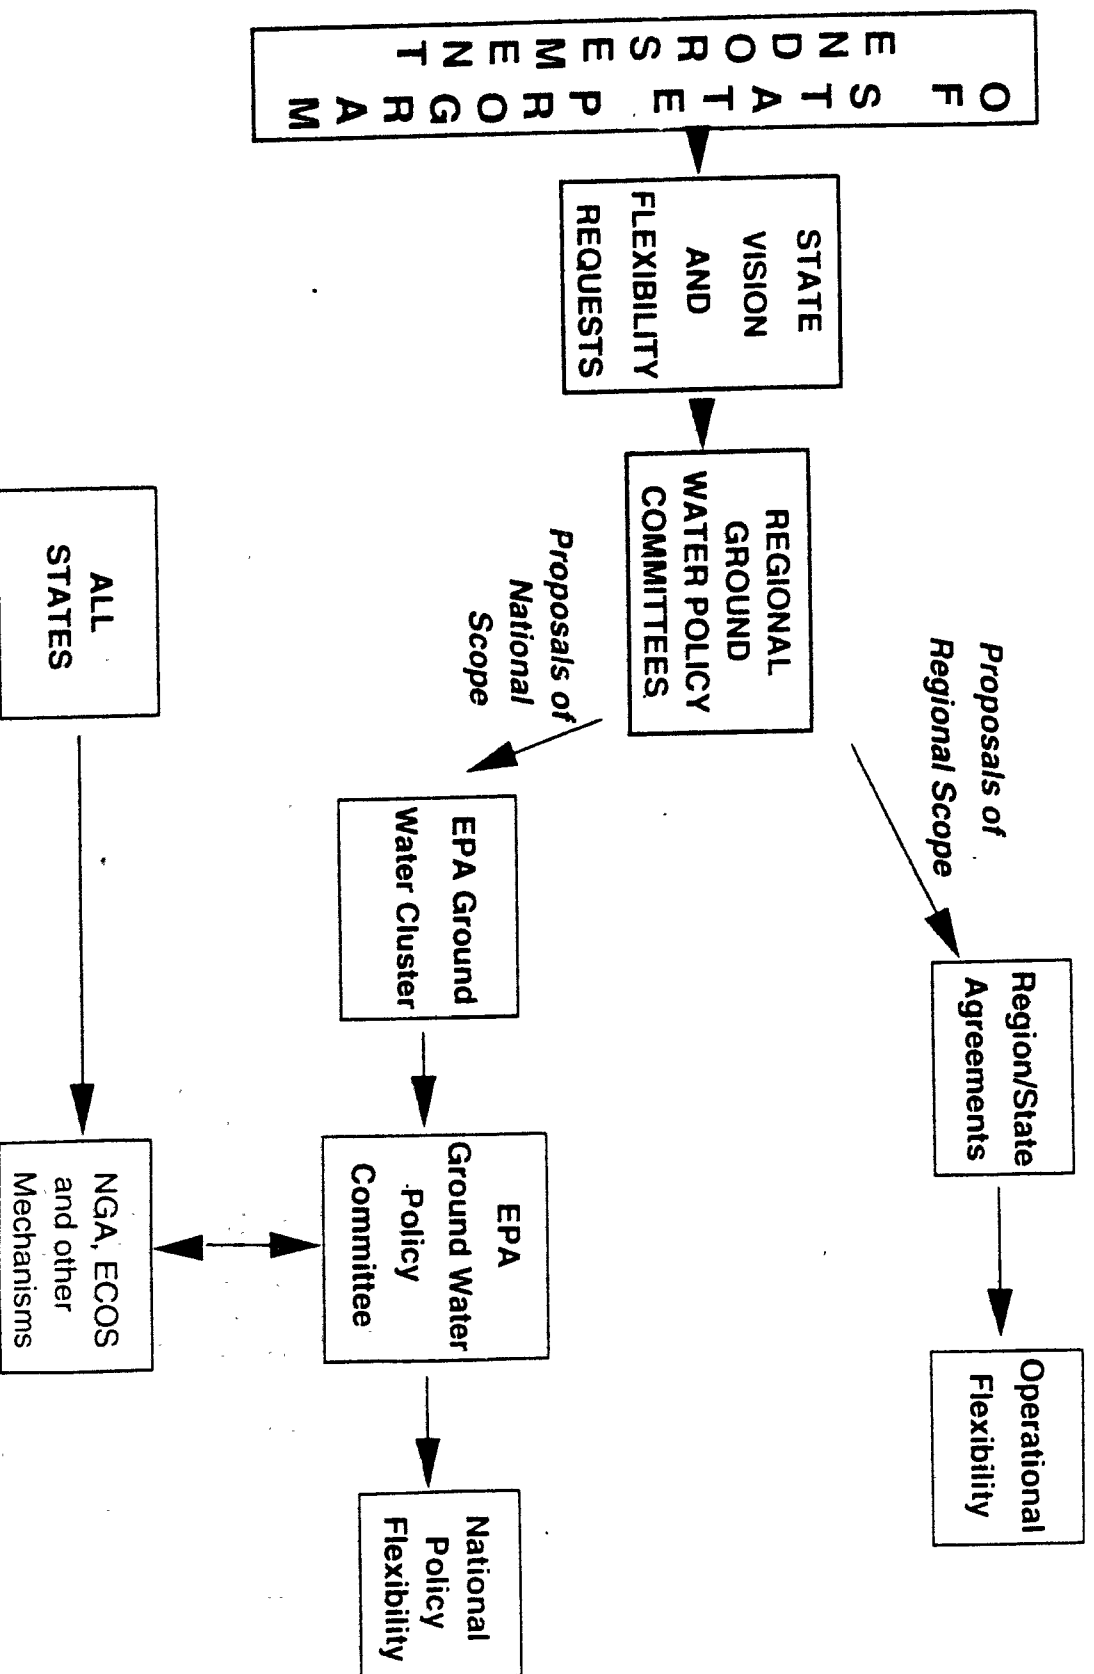 ENDORSEMENT
OF STATE PROGRAM
STATE
VISION
AND
FLEXIBILITY
REQUESTS
REGIONAL
GROUND
WATER POLICY
COMMITTEES
Proposals of
Regional Scope
Region/State
Agreements
Operational
Flexibility
Proposals of
National
Scope
EPA Ground
Water Cluster
EPA
Ground Water
Policy
Committee
National
Policy
Flexibility
ALL
STATES
NGA, ECOS
and other
Mechanisms